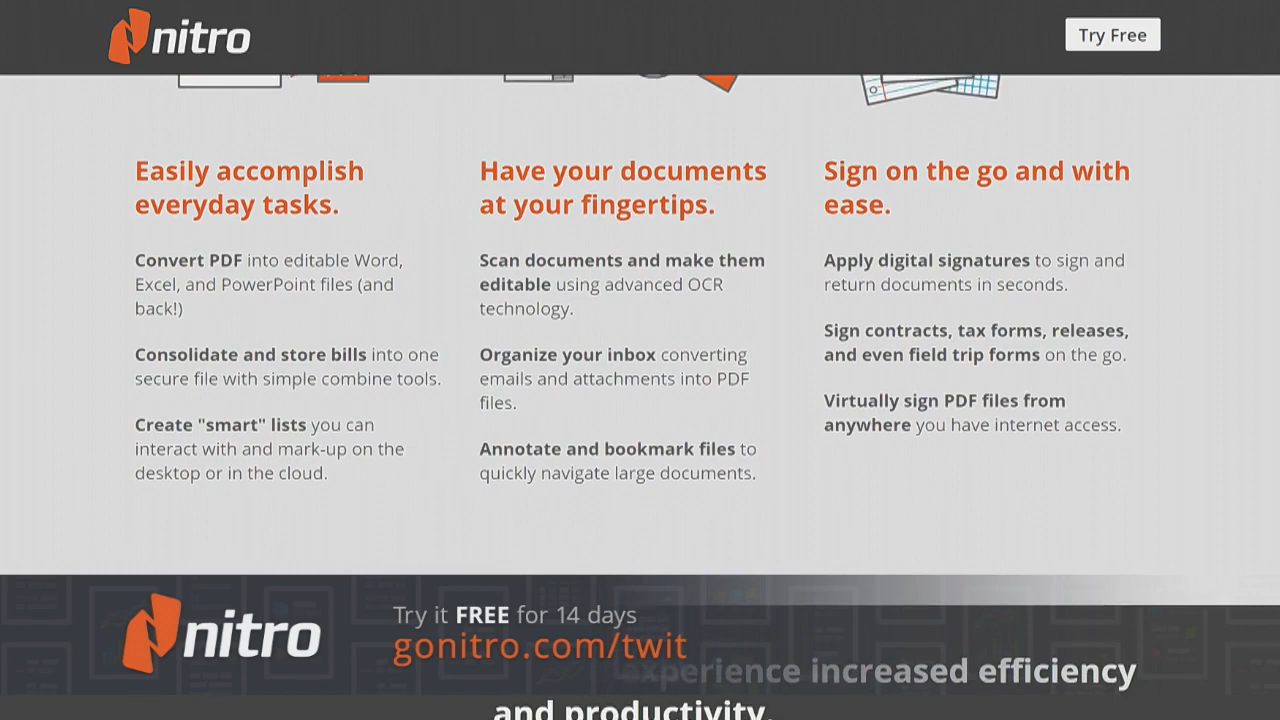 nitro
Try Free
Easily accomplish
everyday tasks.
Convert PDF into editable Word,
Excel, and PowerPoint files (and
back!)
Consolidate and store bills into one
secure file with simple combine tools.
Create "smart" lists you can
interact with and mark-up on the
desktop or in the cloud.
Have your documents
at your fingertips.
Scan documents and make them
editable using advanced OCR
technology.
Organize your inbox converting
emails and attachments into PDF
files.
Annotate and bookmark files to
quickly navigate large documents.
Sign on the go and with
ease.
Apply digital signatures to sign and
return documents in seconds.
Sign contracts, tax forms, releases,
and even field trip forms on the go.
Virtually sign PDF files from
anywhere you have internet access.
nitro
Try it FREE for 14 days
gonitro.com/twit
experience increased efficiency
and productivity.